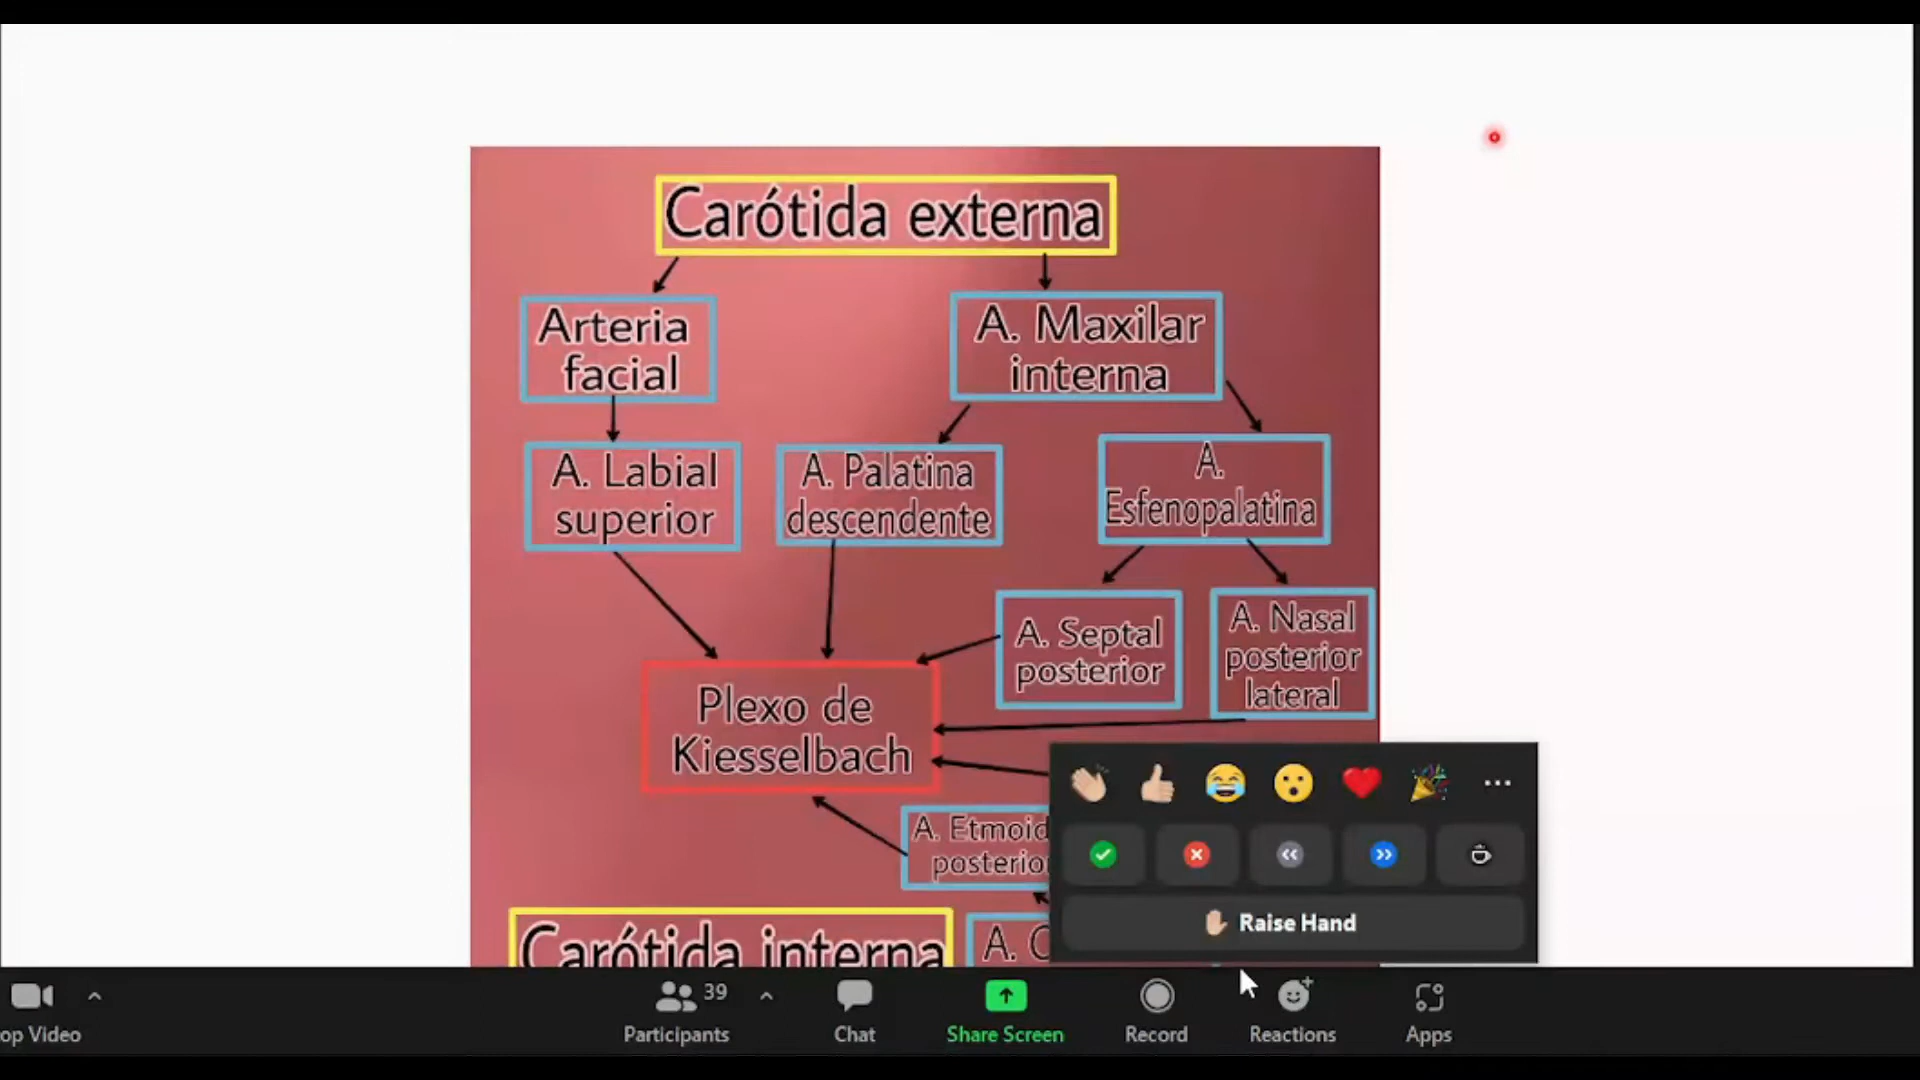 Carótida externa
Arteria
facial
A. Maxilar
interna
A. Labial
superior
A. Palatina
descendente
A.
Esfenopalatina
A. Septal
posterior
A. Nasal
posterior
lateral
Plexo de
Kiesselbach
A. Etmoid
posterior
Carótida interna
A. C
Raise Hand
op Video
39
Participants
Chat
Share Screen
Record
Reactions
Apps